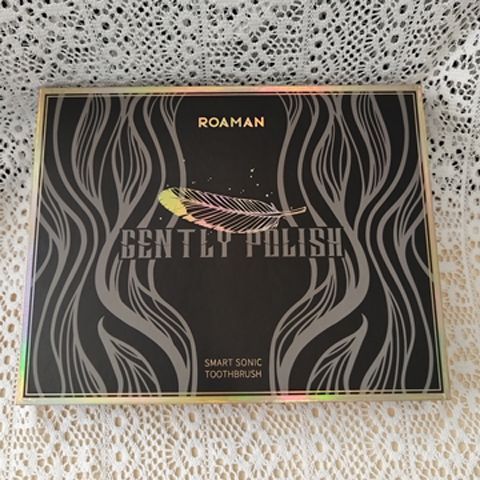 ROAMAN
GENTLY POLISH
SMART SONIC
TOOTHBRUSH